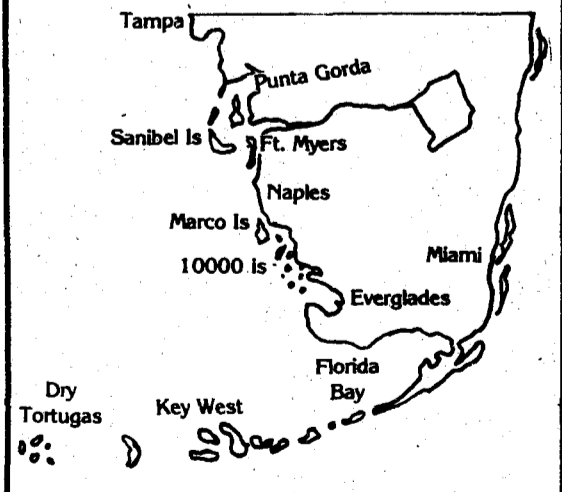 Tampa
Punta Gorda
Sanibel Is
Ft. Myers
Naples
Marco Is
10000 is
Miami
Everglades
Florida
Bay
Dry
Tortugas
Key West